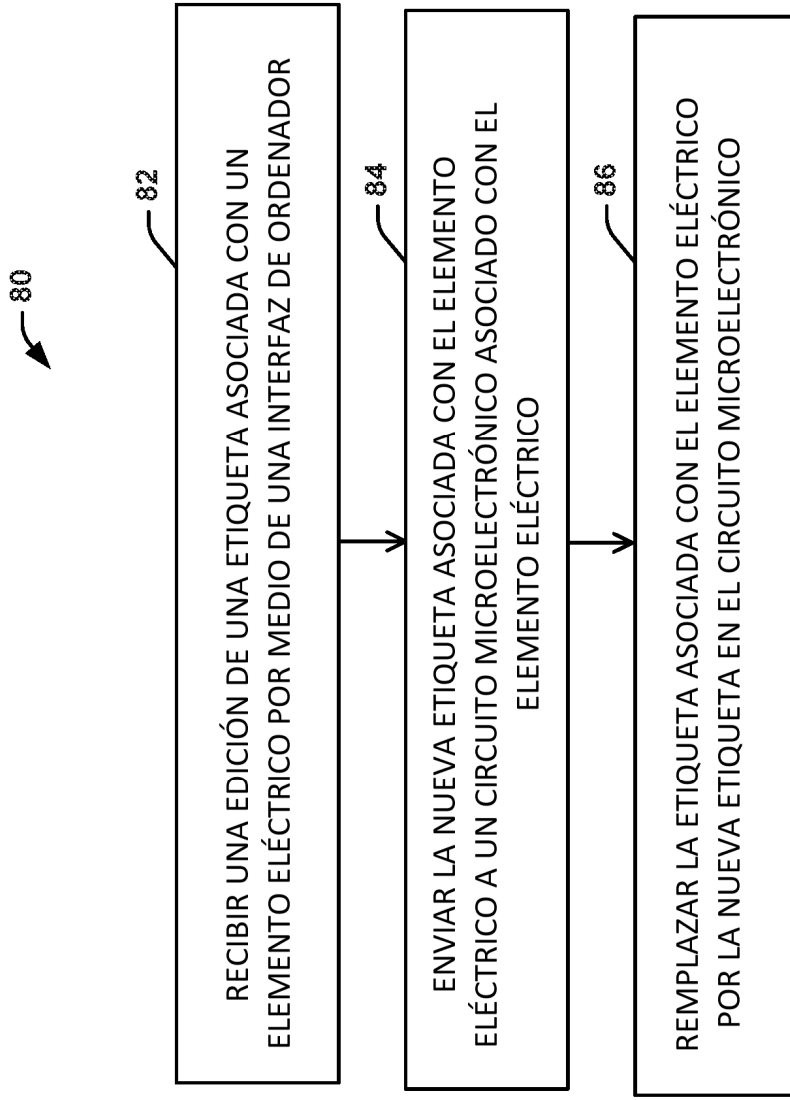 80
82
RECIBIR UNA EDICIÓN DE UNA ETIQUETA ASOCIADA CON UN
ELEMENTO ELÉCTRICO POR MEDIO DE UNA INTERFAZ DE ORDENADOR
84
ENVIAR LA NUEVA ETIQUETA ASOCIADA CON EL ELEMENTO
ELÉCTRICO A UN CIRCUITO MICROELECTRÓNICO ASOCIADO CON EL
ELEMENTO ELÉCTRICO
86
REMPLAZAR LA ETIQUETA ASOCIADA CON EL ELEMENTO ELÉCTRICO
POR LA NUEVA ETIQUETA EN EL CIRCUITO MICROELECTRÓNICO